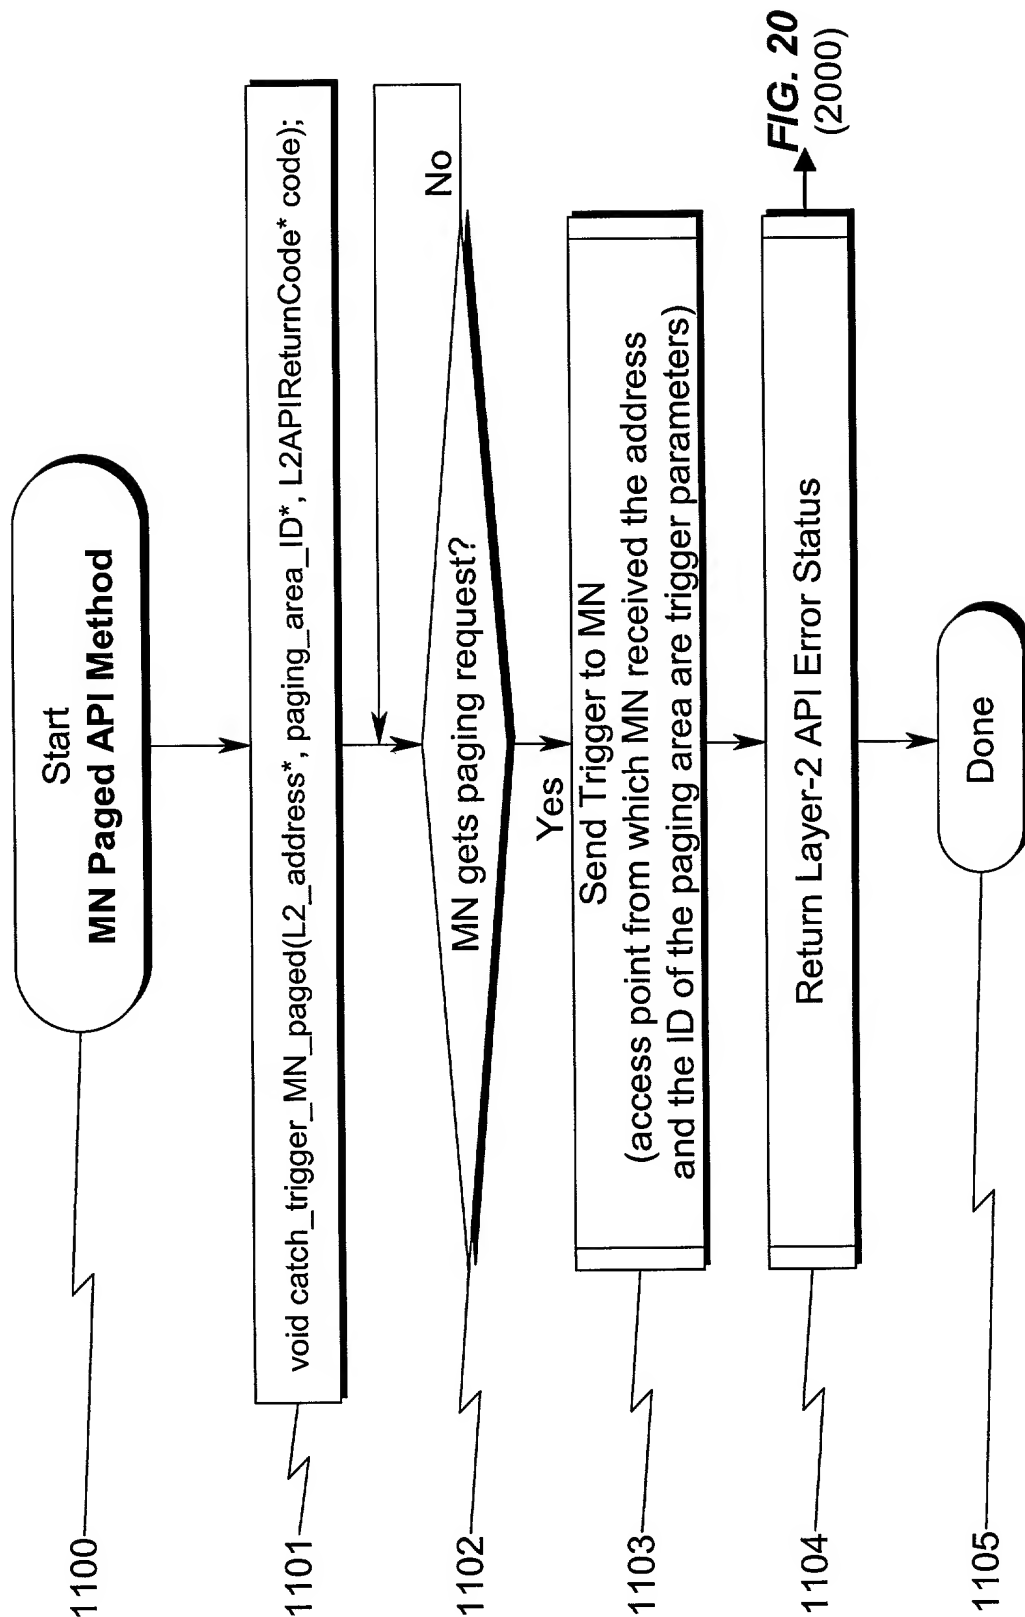 1100
Start
MN Paged API Method
1101
void catch_trigger_MN_paged(L2_address*, paging_area_ID*, L2APIReturnCode* code);
1102
MN gets paging request?
No
Yes
1103
Send Trigger to MN
(access point from which MN received the address
and the ID of the paging area are trigger parameters)
1104
Return Layer-2 API Error Status
FIG. 20
(2000)
1105
Done